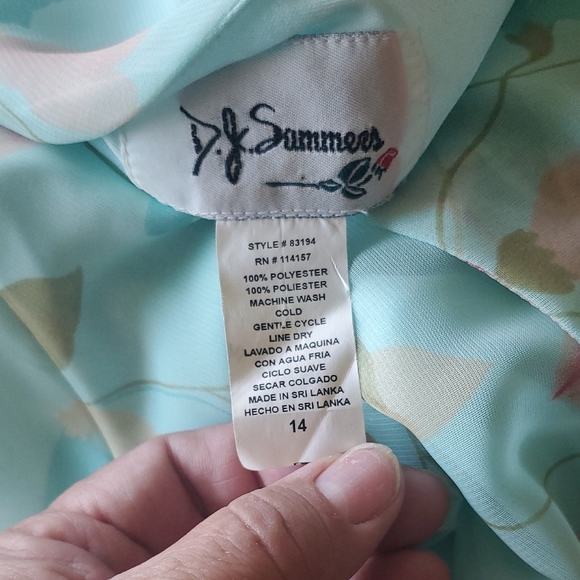 D.J. Summers
STYLE # 83194
RN # 114157
100% POLYESTER
100% POLIESTER
MACHINE WASH
COLD
GENTLE CYCLE
LINE DRY
LAVADO A MAQUINA
CON AGUA FRIA
CICLO SUAVE
SECAR COLGADO
MADE IN SRI LANKA
HECHO EN SRI LANKA
14